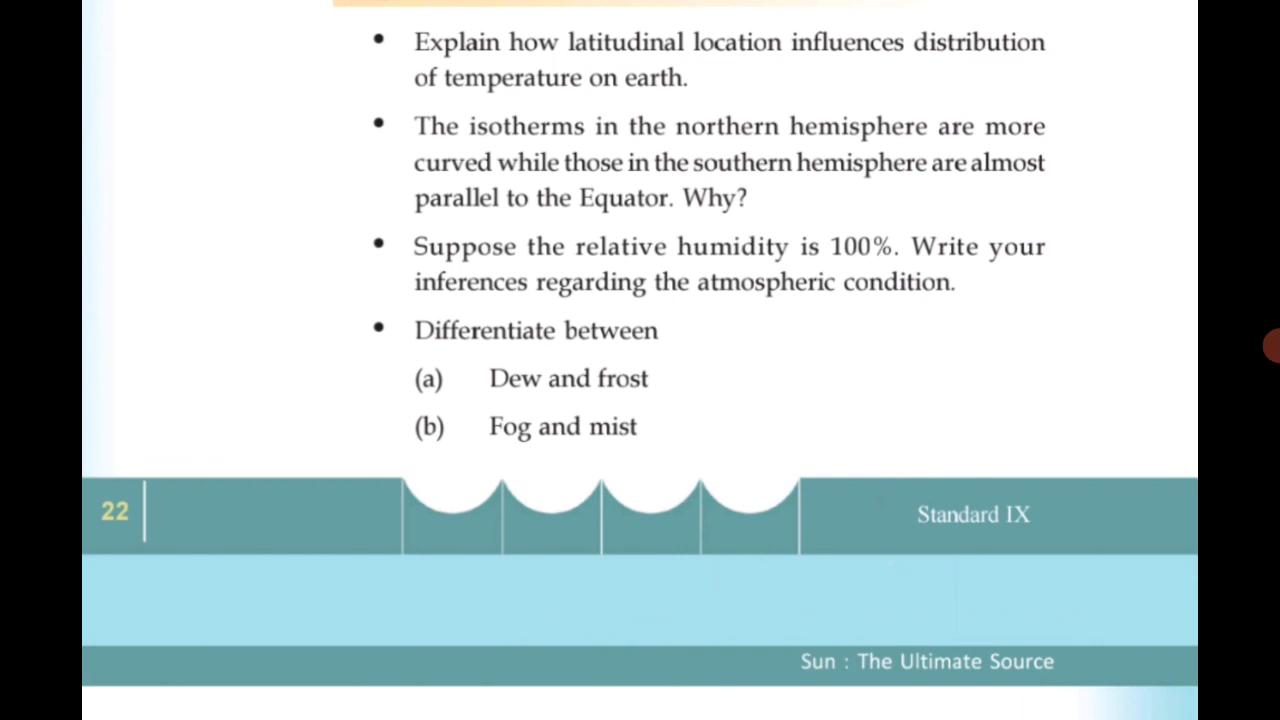 • Explain how latitudinal location influences distribution
of temperature on earth.
• The isotherms in the northern hemisphere are more
curved while those in the southern hemisphere are almost
parallel to the Equator. Why?
• Suppose the relative humidity is 100%. Write your
inferences regarding the atmospheric condition.
• Differentiate between
(a) Dew and frost
(b) Fog and mist
22 Standard IX
Sun : The Ultimate Source